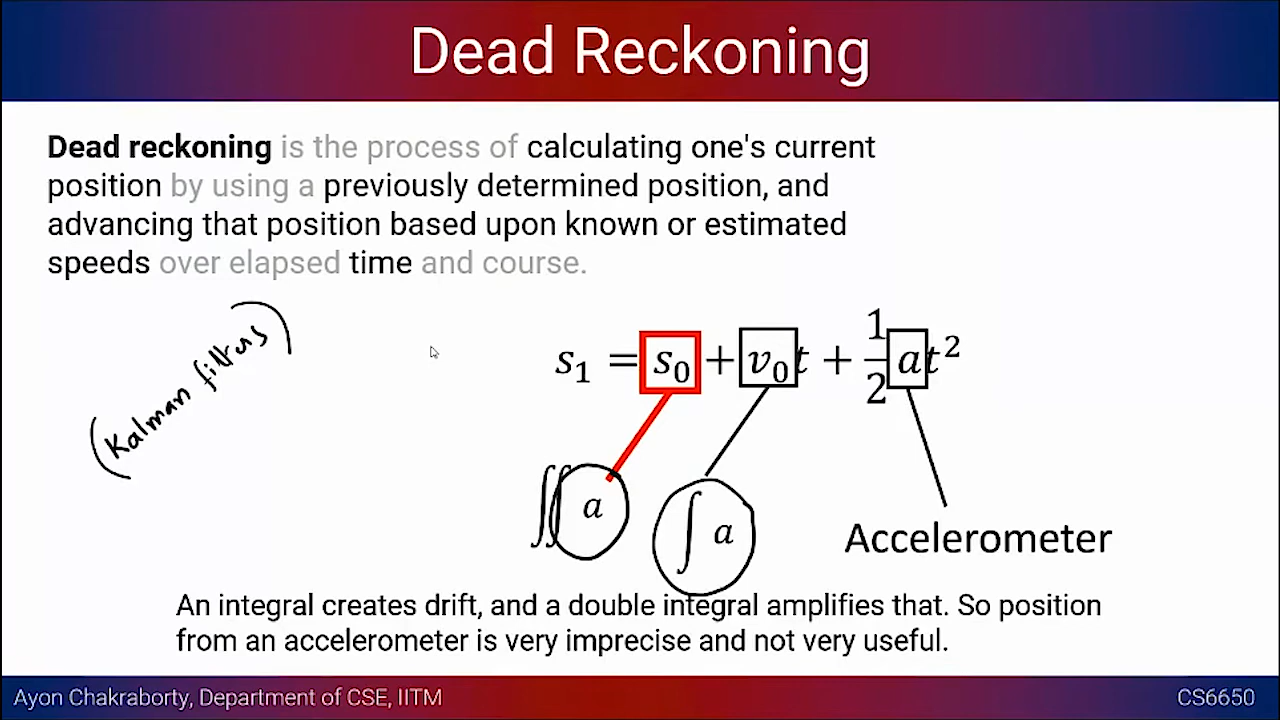 Dead Reckoning
Dead reckoning is the process of calculating one's current
position by using a previously determined position, and
advancing that position based upon known or estimated
speeds over elapsed time and course.
(Kalman filters)
s₁ = s₀ + v₀t + ½at²
∬ a
∫ a
Accelerometer
An integral creates drift, and a double integral amplifies that. So position
from an accelerometer is very imprecise and not very useful.
Ayon Chakraborty, Department of CSE, IITM
CS6650